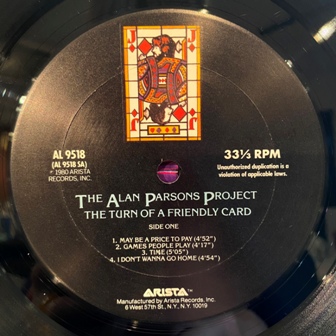 J J
AL 9518
(AL 9518 SA)
℗ 1980 ARISTA
RECORDS, INC.
33⅓ RPM
Unauthorized duplication is a
violation of applicable laws.
THE ALAN PARSONS PROJECT
THE TURN OF A FRIENDLY CARD
SIDE ONE
1. MAY BE A PRICE TO PAY (4'52")
2. GAMES PEOPLE PLAY (4'17")
3. TIME (5'05")
4. I DON'T WANNA GO HOME (4'54")
ARISTA™
Manufactured by Arista Records, Inc.
6 West 57th St., N.Y., N.Y. 10019